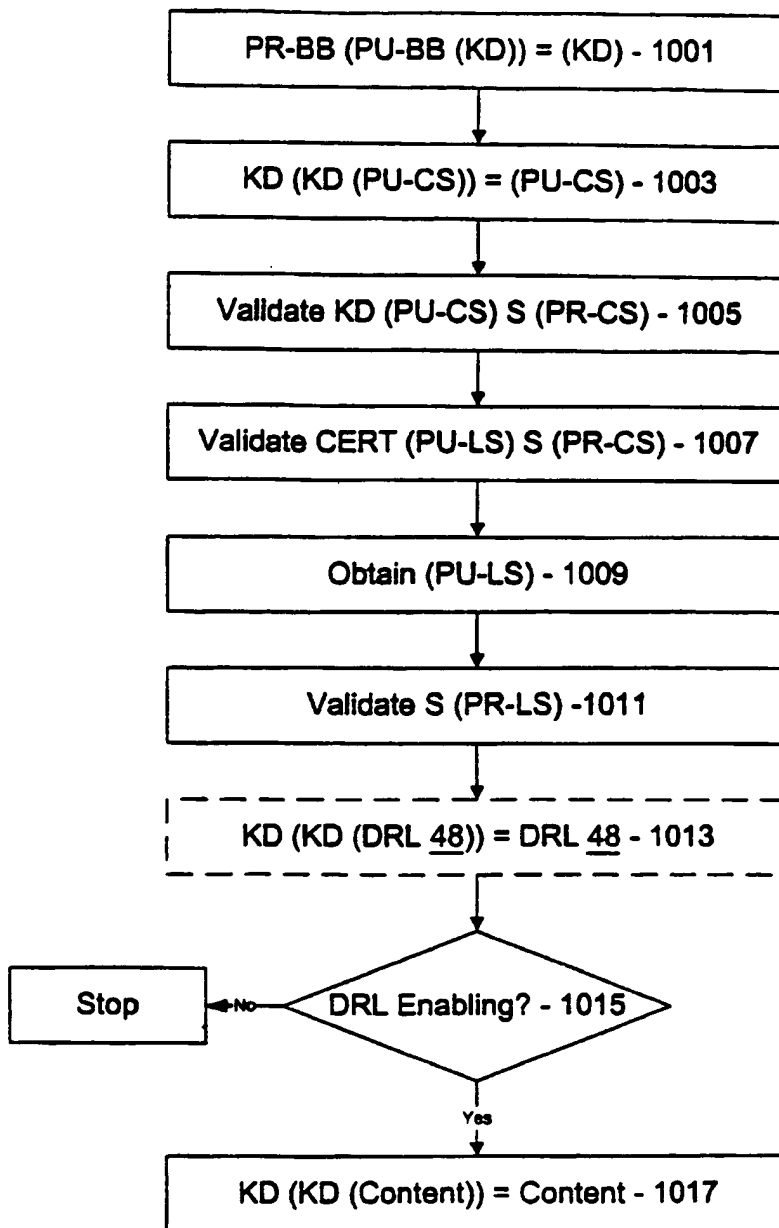 PR-BB (PU-BB (KD)) = (KD) - 1001
KD (KD (PU-CS)) = (PU-CS) - 1003
Validate KD (PU-CS) S (PR-CS) - 1005
Validate CERT (PU-LS) S (PR-CS) - 1007
Obtain (PU-LS) - 1009
Validate S (PR-LS) -1011
KD (KD (DRL 48)) = DRL 48 - 1013
DRL Enabling? - 1015
No
Stop
Yes
KD (KD (Content)) = Content - 1017